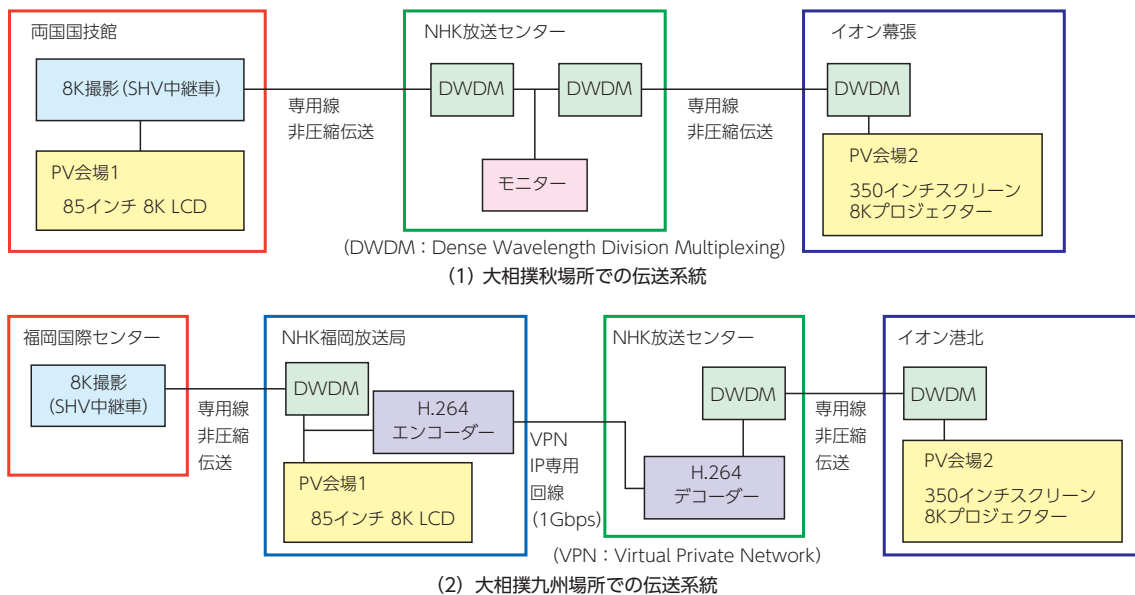 両国国技館
8K撮影(SHV中継車)
PV会場1
85インチ 8K LCD
専用線
非圧縮伝送
NHK放送センター
DWDM
DWDM
モニター
専用線
非圧縮伝送
イオン幕張
DWDM
PV会場2
350インチスクリーン
8Kプロジェクター
(DWDM:Dense Wavelength Division Multiplexing)
(1) 大相撲秋場所での伝送系統
福岡国際センター
8K撮影
(SHV中継車)
専用線
非圧縮
伝送
NHK福岡放送局
DWDM
H.264
エンコーダー
PV会場1
85インチ 8K LCD
VPN
IP専用
回線
(1Gbps)
NHK放送センター
DWDM
H.264
デコーダー
専用線
非圧縮
伝送
イオン港北
DWDM
PV会場2
350インチスクリーン
8Kプロジェクター
(VPN:Virtual Private Network)
(2) 大相撲九州場所での伝送系統